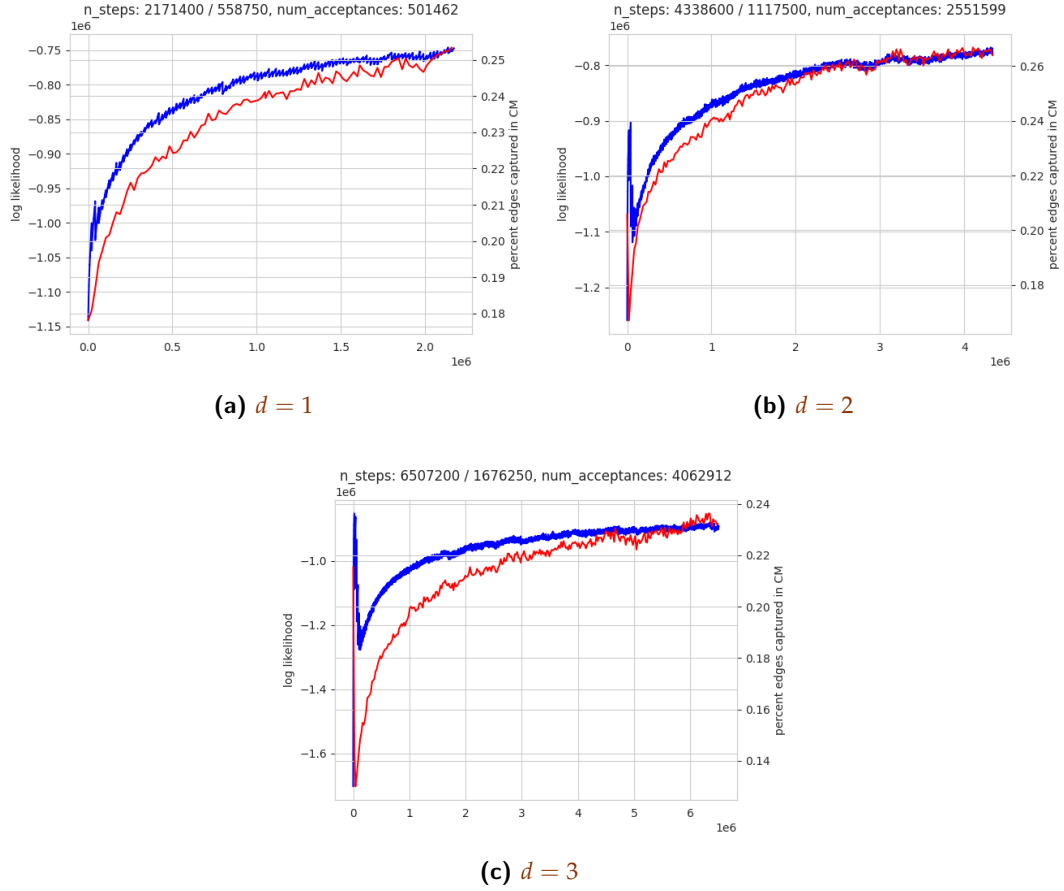 n_steps: 2171400 / 558750, num_acceptances: 501462
1e6
−0.75
−0.80
−0.85
−0.90
−0.95
−1.00
−1.05
−1.10
−1.15
log likelihood
0.25
0.24
0.23
0.22
0.21
0.20
0.19
0.18
percent edges captured in CM
0.0 0.5 1.0 1.5 2.0
1e6
(a) d = 1
n_steps: 4338600 / 1117500, num_acceptances: 2551599
1e6
−0.8
−0.9
−1.0
−1.1
−1.2
log likelihood
0.26
0.24
0.22
0.20
0.18
percent edges captured in CM
0 1 2 3 4
1e6
(b) d = 2
n_steps: 6507200 / 1676250, num_acceptances: 4062912
1e6
−1.0
−1.2
−1.4
−1.6
log likelihood
0.24
0.22
0.20
0.18
0.16
0.14
percent edges captured in CM
0 1 2 3 4 5 6
1e6
(c) d = 3